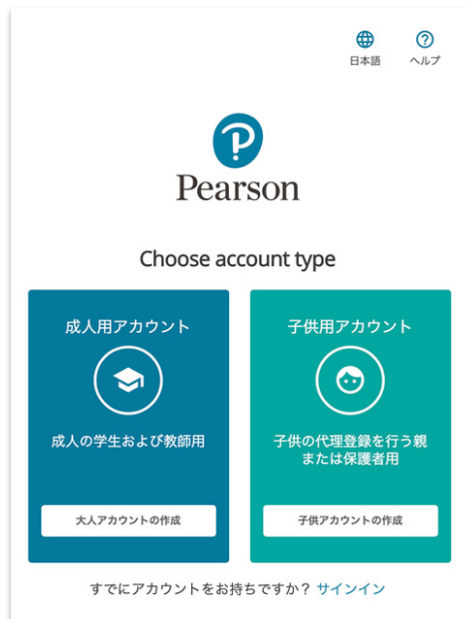 日本語 ヘルプ
Pearson
Choose account type
成人用アカウント
成人の学生および教師用
大人アカウントの作成
子供用アカウント
子供の代理登録を行う親
または保護者用
子供アカウントの作成
すでにアカウントをお持ちですか？ サインイン